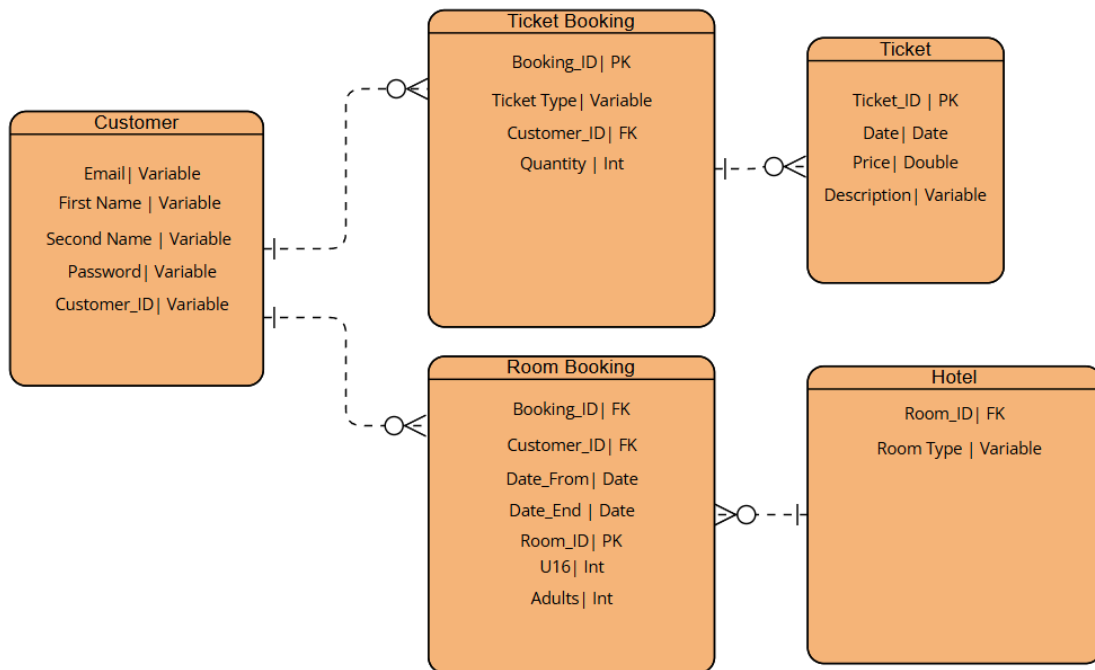 Customer
Email| Variable
First Name | Variable
Second Name | Variable
Password| Variable
Customer_ID| Variable
Ticket Booking
Booking_ID| PK
Ticket Type| Variable
Customer_ID| FK
Quantity | Int
Ticket
Ticket_ID | PK
Date| Date
Price| Double
Description| Variable
Room Booking
Booking_ID| FK
Customer_ID| FK
Date_From| Date
Date_End | Date
Room_ID| PK
U16| Int
Adults| Int
Hotel
Room_ID| FK
Room Type | Variable